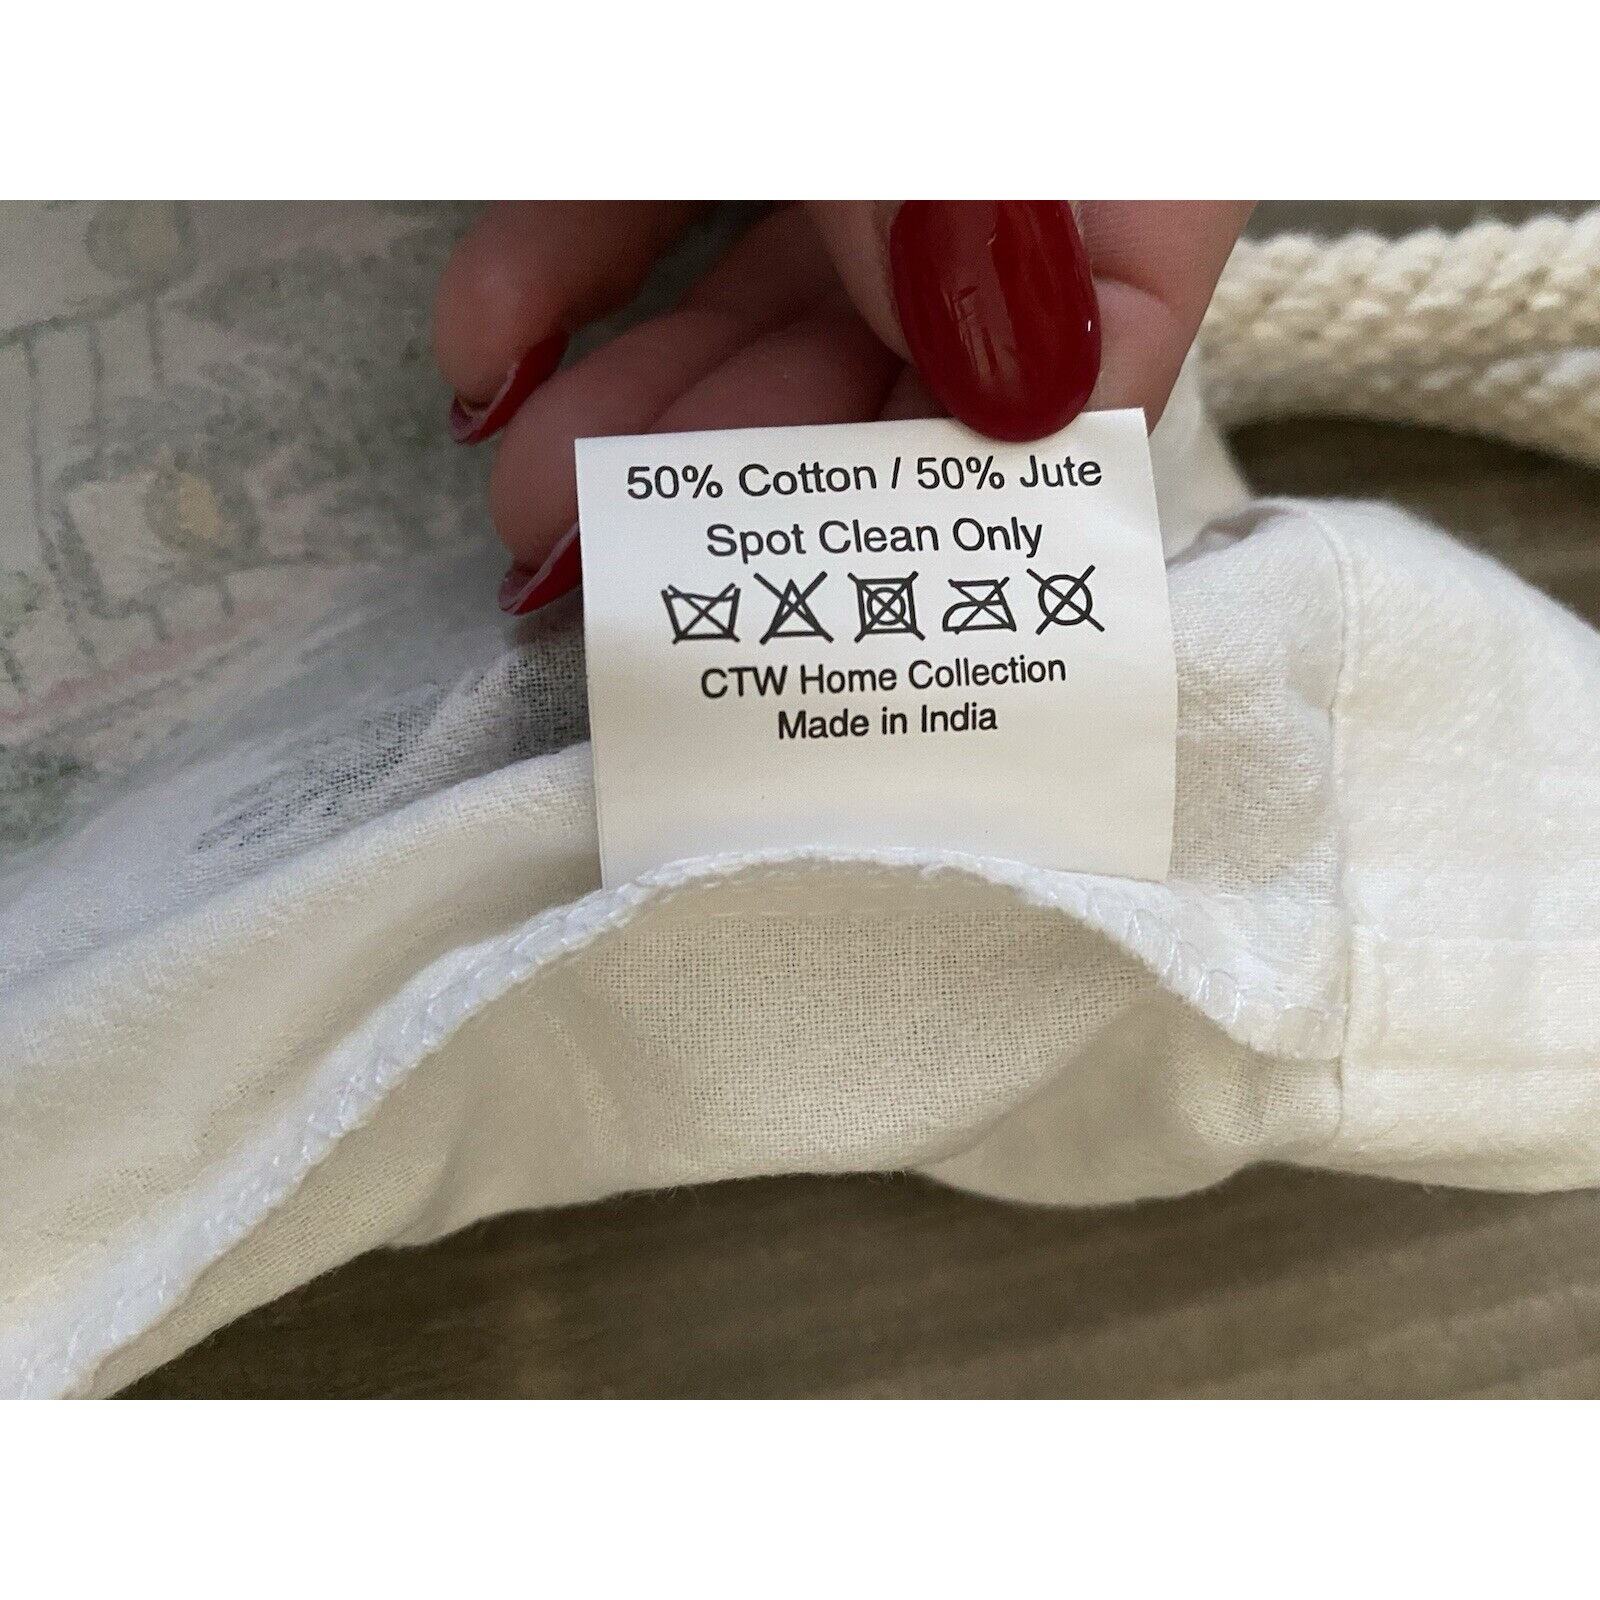 50% Cotton / 50% Jute
Spot Clean Only
CTW Home Collection
Made in India